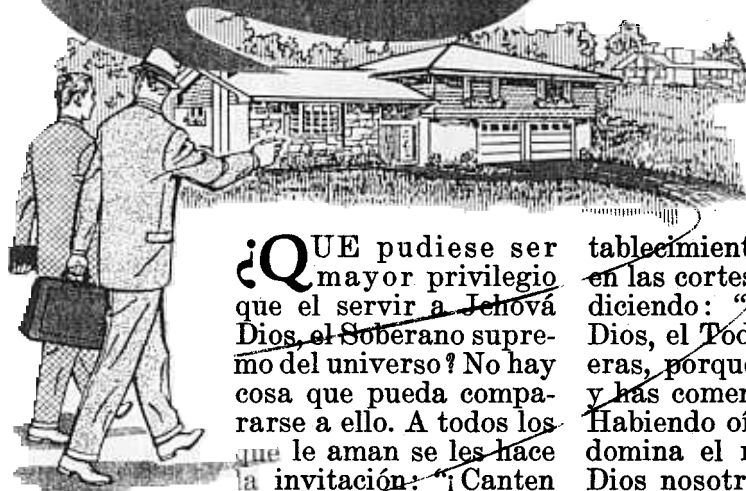 ¿QUE pudiese ser
mayor privilegio
que el servir a Jehová
Dios, el Soberano supre-
mo del universo? No hay
cosa que pueda compa-
rarse a ello. A todos los
que le aman se les hace
la invitación: “¡Canten
tablecimient
en las cortes
diciendo: “
Dios, el Tod
eras, porque
y has comen
Habiendo oí
domina el r
Dios nosotr